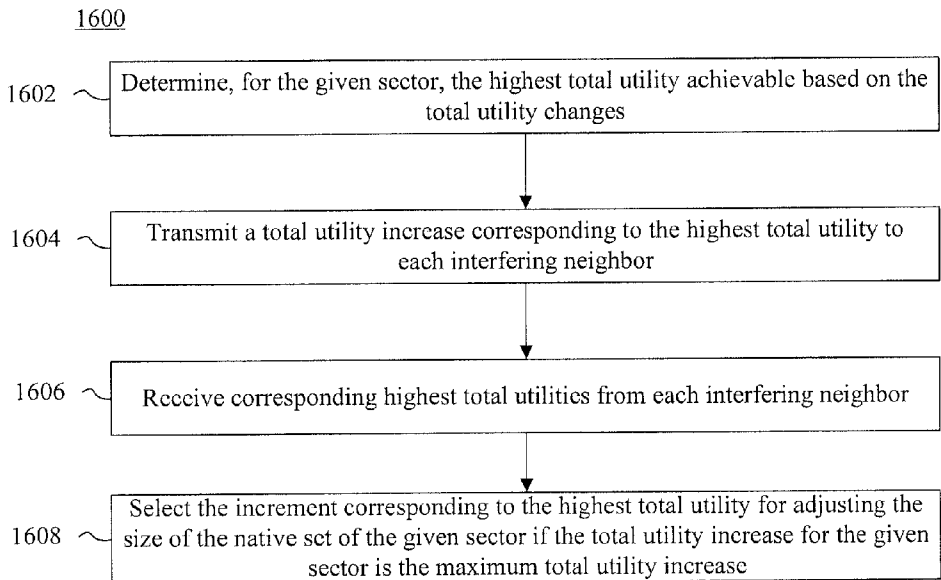 1600
1602
Determine, for the given sector, the highest total utility achievable based on the
total utility changes
1604
Transmit a total utility increase corresponding to the highest total utility to
each interfering neighbor
1606
Receive corresponding highest total utilities from each interfering neighbor
1608
Select the increment corresponding to the highest total utility for adjusting the
size of the native set of the given sector if the total utility increase for the given
sector is the maximum total utility increase